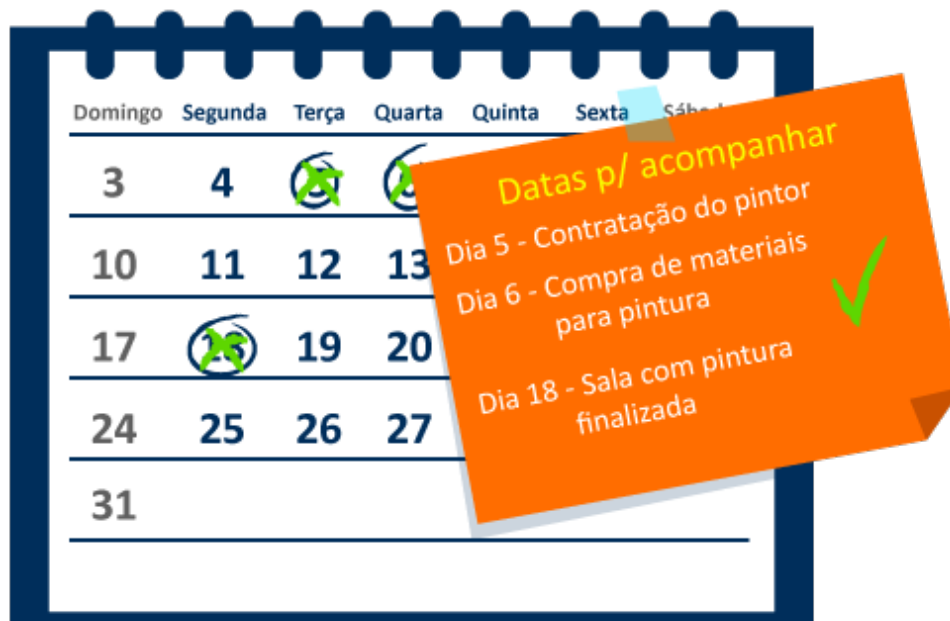 Domingo Segunda Terça Quarta Quinta Sexta
3 4 5
10 11 12 13
17 18 19 20
24 25 26 27
31
Datas p/ acompanhar
Dia 5 - Contratação do pintor
Dia 6 - Compra de materiais
para pintura
Dia 18 - Sala com pintura
finalizada